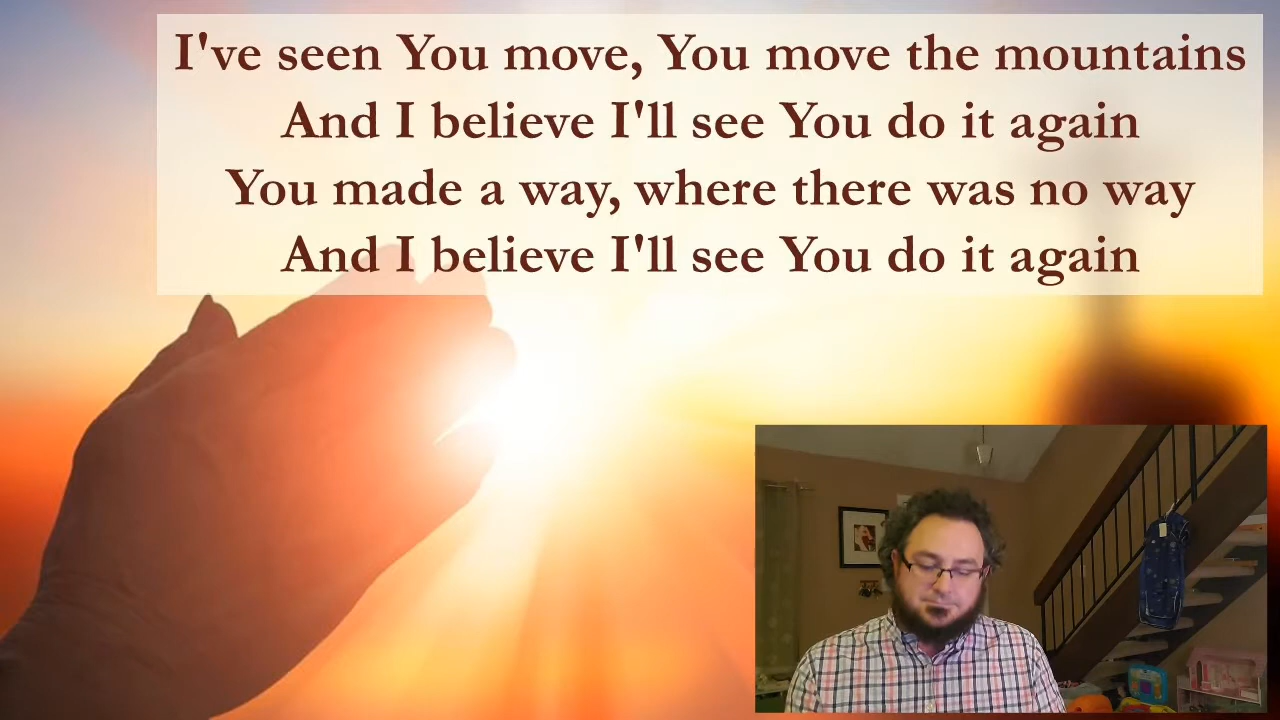 I've seen You move, You move the mountains
And I believe I'll see You do it again
You made a way, where there was no way
And I believe I'll see You do it again